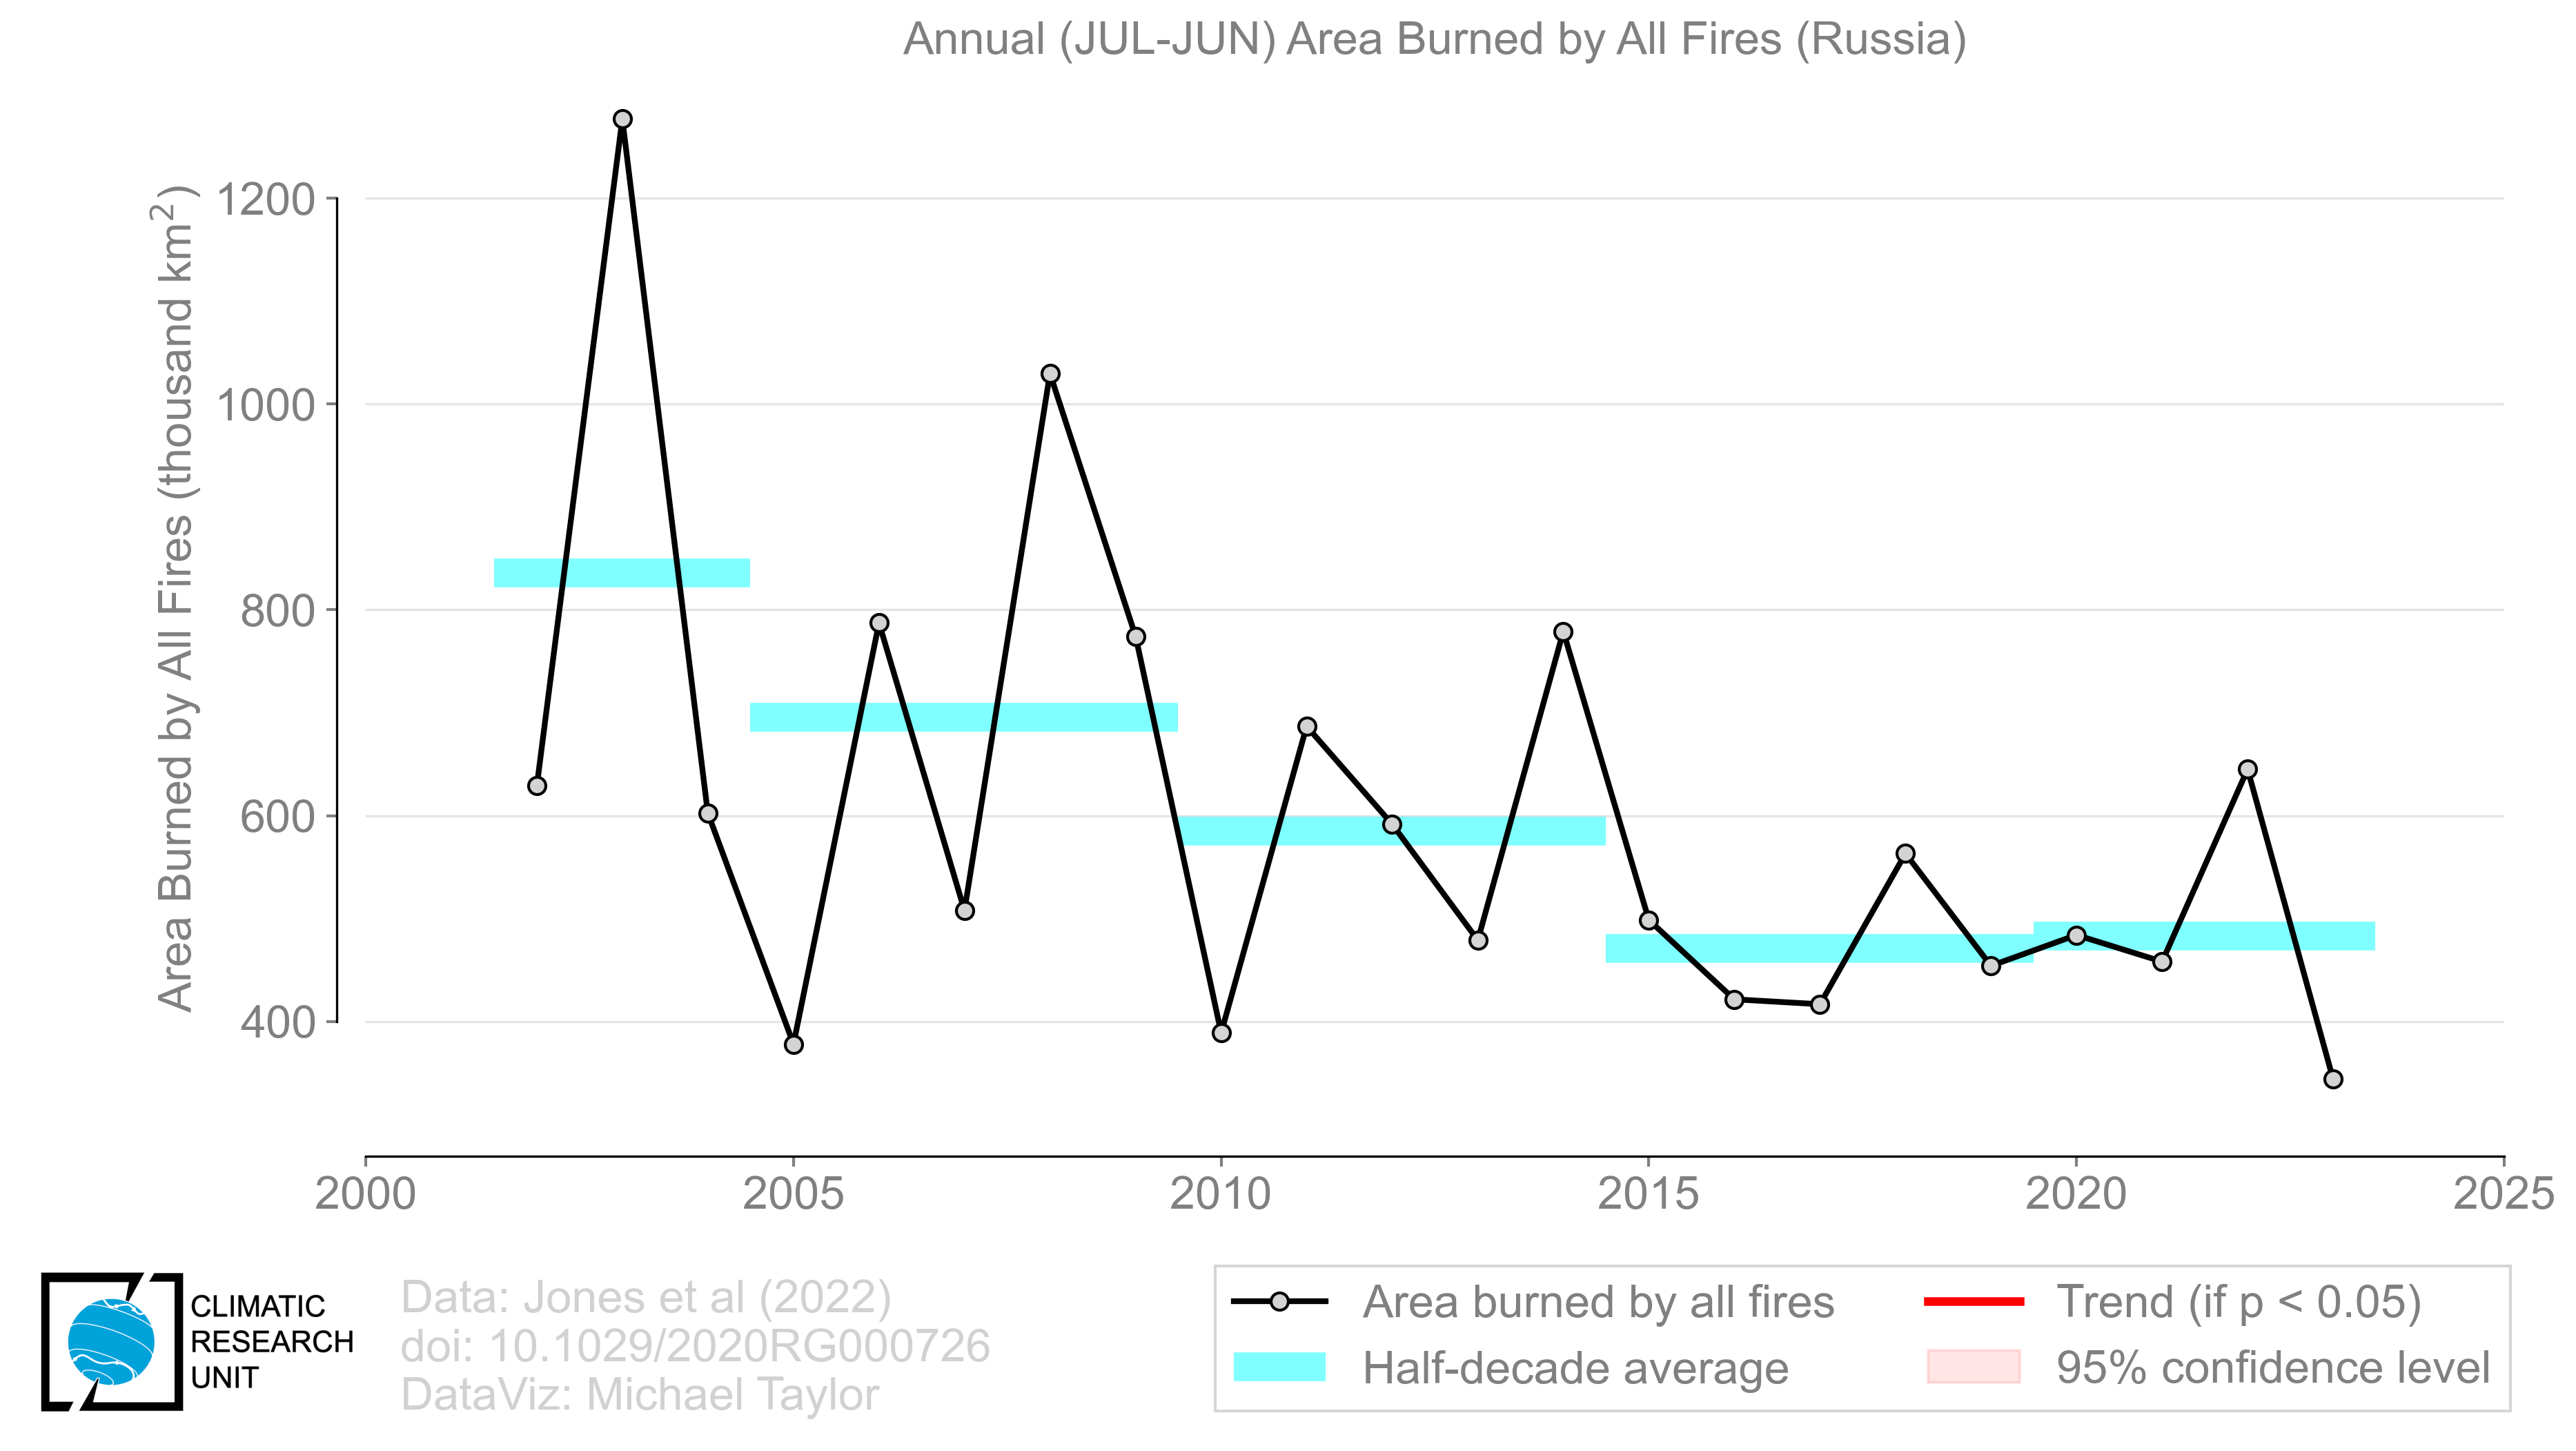 Annual (JUL-JUN) Area Burned by All Fires (Russia)
Area Burned by All Fires (thousand km²)
1200
1000
800
600
400
2000
2005
2010
2015
2020
2025
CLIMATIC
RESEARCH
UNIT
Data: Jones et al (2022)
doi: 10.1029/2020RG000726
DataViz: Michael Taylor
Area burned by all fires
Half-decade average
Trend (if p < 0.05)
95% confidence level